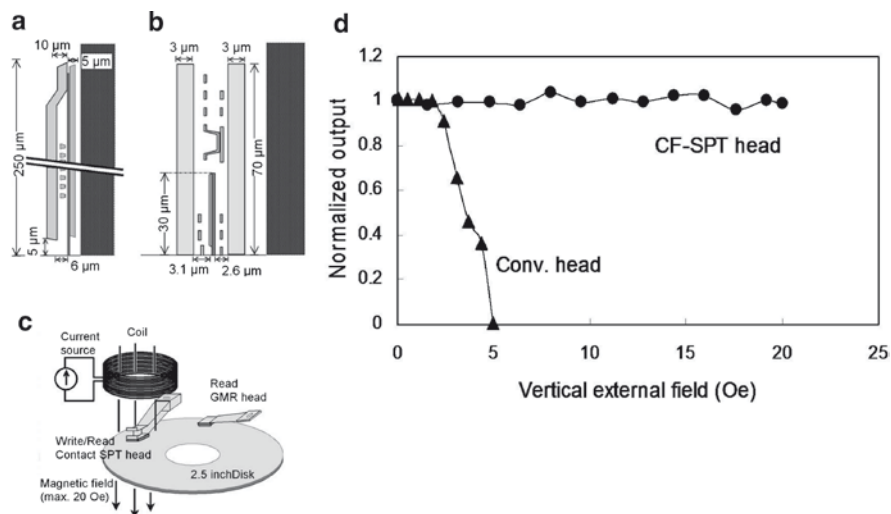 a
10 μm
5 μm
250 μm
5 μm
6 μm
b
3 μm
3 μm
70 μm
30 μm
3.1 μm
2.6 μm
c
Current
source
Coil
Read
GMR head
Write/Read
Contact SPT head
2.5 inchDisk
Magnetic field
(max. 20 Oe)
d
Normalized output
1.2
1
0.8
0.6
0.4
0.2
0
CF-SPT head
Conv. head
0
5
10
15
20
25
Vertical external field (Oe)